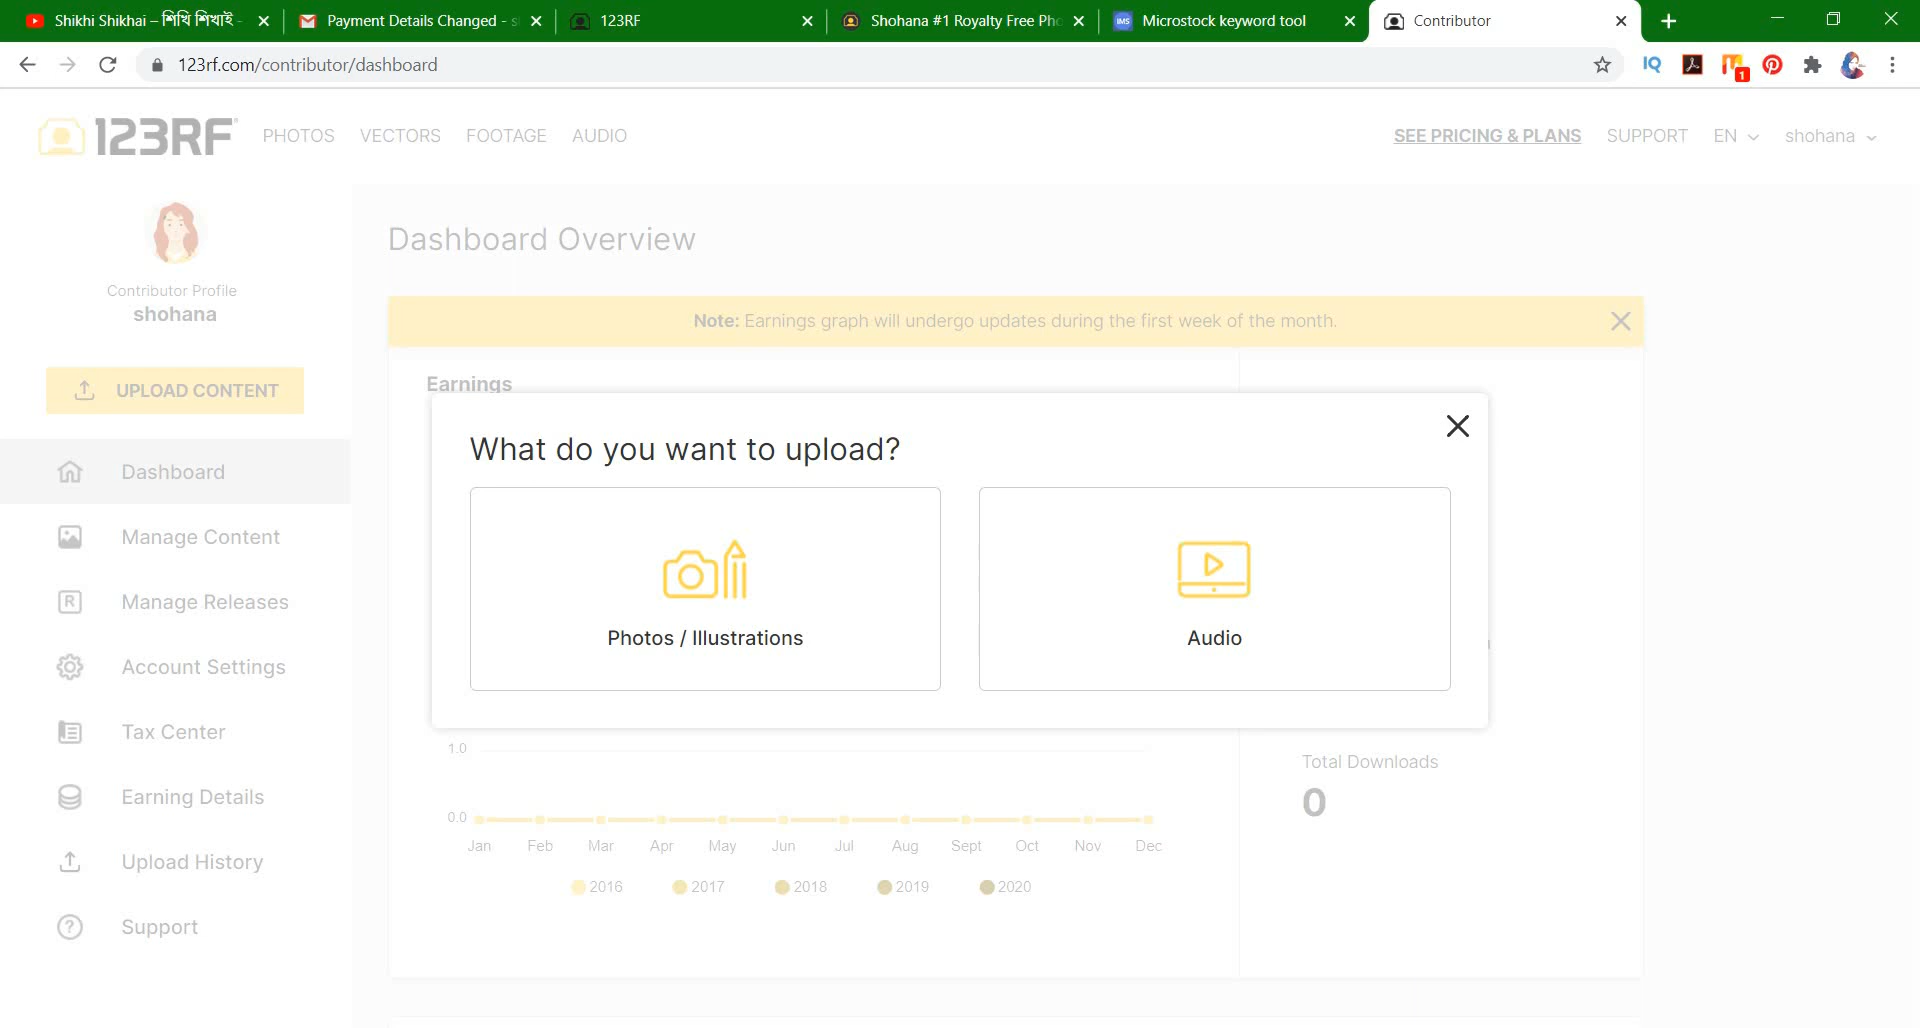 Shikhi Shikhai – শিখি শিখাই -
Payment Details Changed - s
123RF
Shohana #1 Royalty Free Pho
IMS
Microstock keyword tool
Contributor
123rf.com/contributor/dashboard
IQ
1
123RF
PHOTOS
VECTORS
FOOTAGE
AUDIO
SEE PRICING & PLANS
SUPPORT
EN
shohana
Contributor Profile
shohana
UPLOAD CONTENT
Dashboard
Manage Content
R
Manage Releases
Account Settings
Tax Center
Earning Details
Upload History
?
Support
Dashboard Overview
Note: Earnings graph will undergo updates during the first week of the month.
Earnings
What do you want to upload?
Photos / Illustrations
Audio
1.0
0.0
Jan Feb Mar Apr May Jun Jul Aug Sept Oct Nov Dec
2016 2017 2018 2019 2020
Total Downloads
0